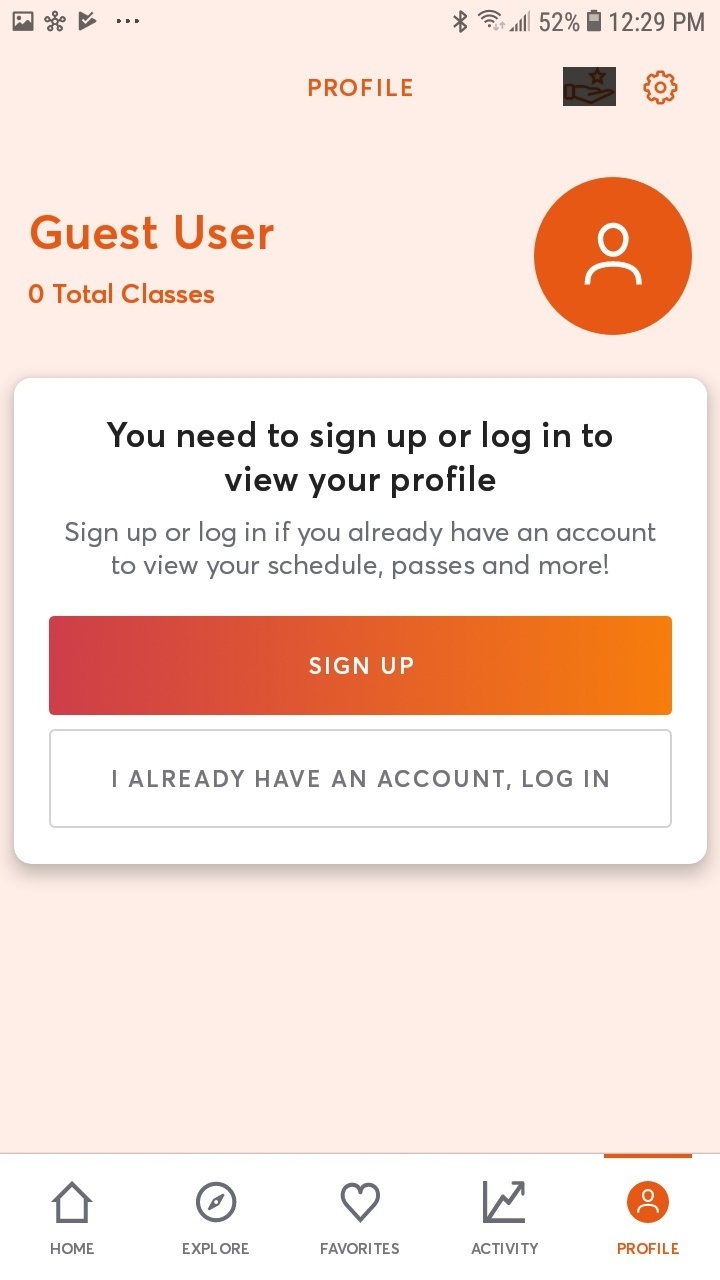 52% 12:29 PM
PROFILE
Guest User
0 Total Classes
You need to sign up or log in to
view your profile
Sign up or log in if you already have an account
to view your schedule, passes and more!
SIGN UP
I ALREADY HAVE AN ACCOUNT, LOG IN
HOME EXPLORE FAVORITES ACTIVITY PROFILE